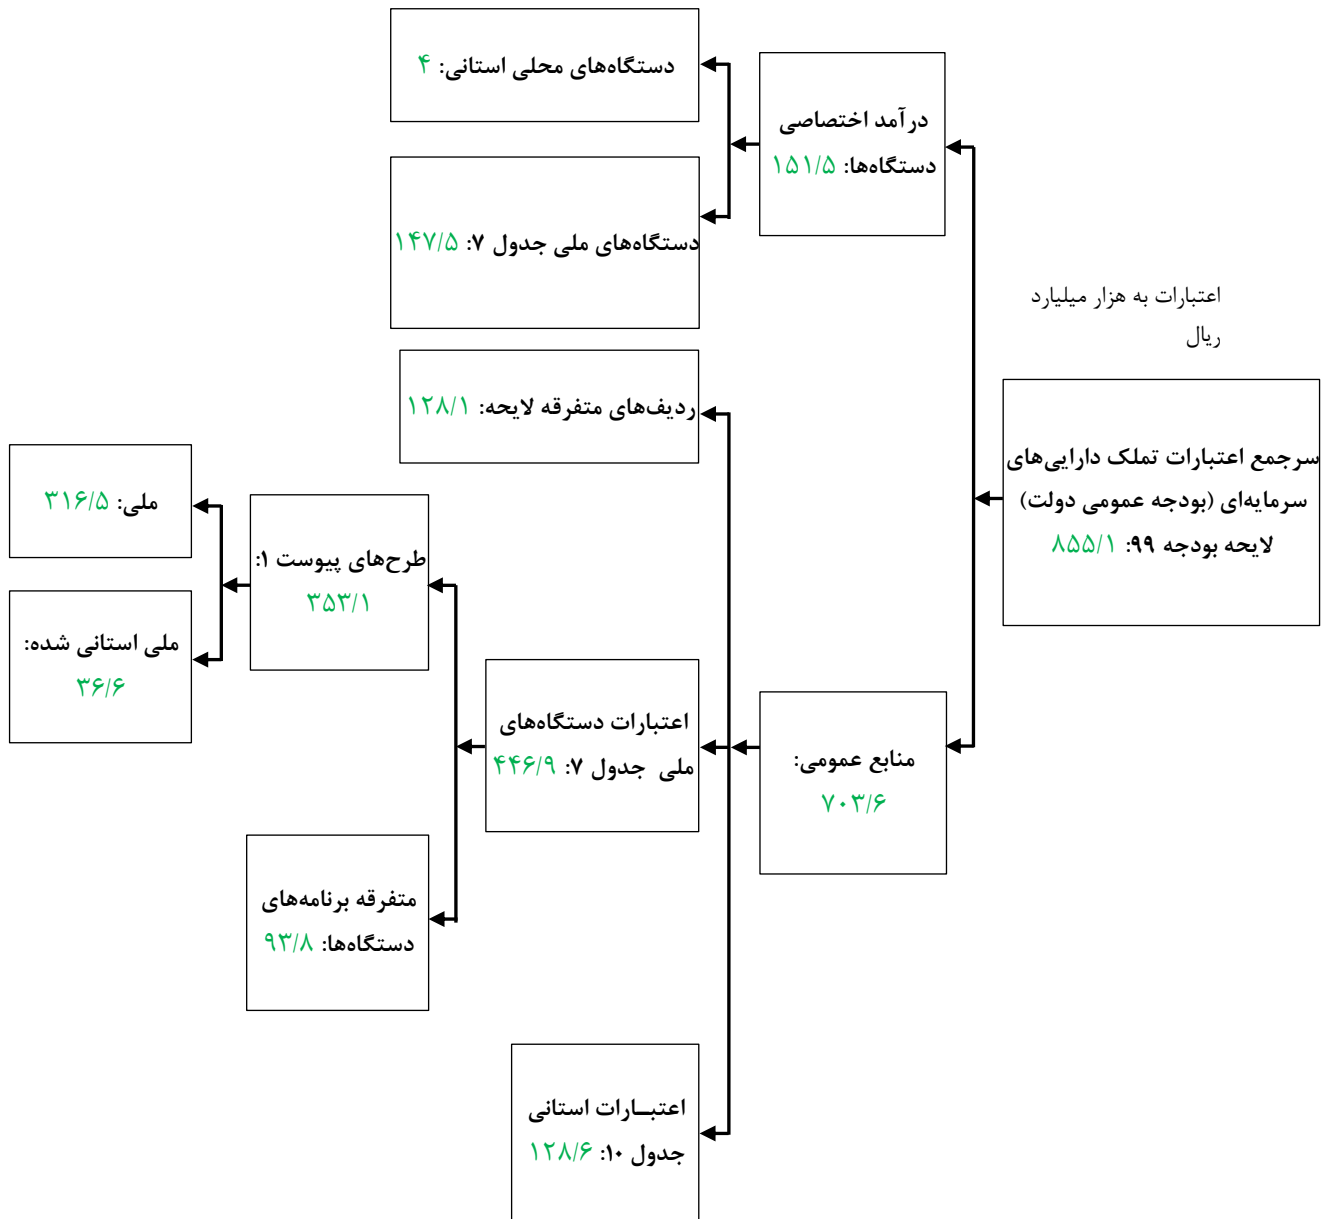 اعتبارات به هزار میلیارد
ریال
سرجمع اعتبارات تملک دارایی‌های
سرمایه‌ای (بودجه عمومی دولت)
لایحه بودجه ۹۹: ۸۵۵/۱
درآمد اختصاصی
دستگاه‌ها: ۱۵۱/۵
دستگاه‌های محلی استانی: ۴
دستگاه‌های ملی جدول ۷: ۱۴۷/۵
منابع عمومی:
۷۰۳/۶
ردیف‌های متفرقه لایحه: ۱۲۸/۱
اعتبارات دستگاه‌های
ملی جدول ۷: ۴۴۶/۹
طرح‌های پیوست ۱:
۳۵۳/۱
ملی: ۳۱۶/۵
ملی استانی شده:
۳۶/۶
متفرقه برنامه‌های
دستگاه‌ها: ۹۳/۸
اعتبــارات استانی
جدول ۱۰: ۱۲۸/۶